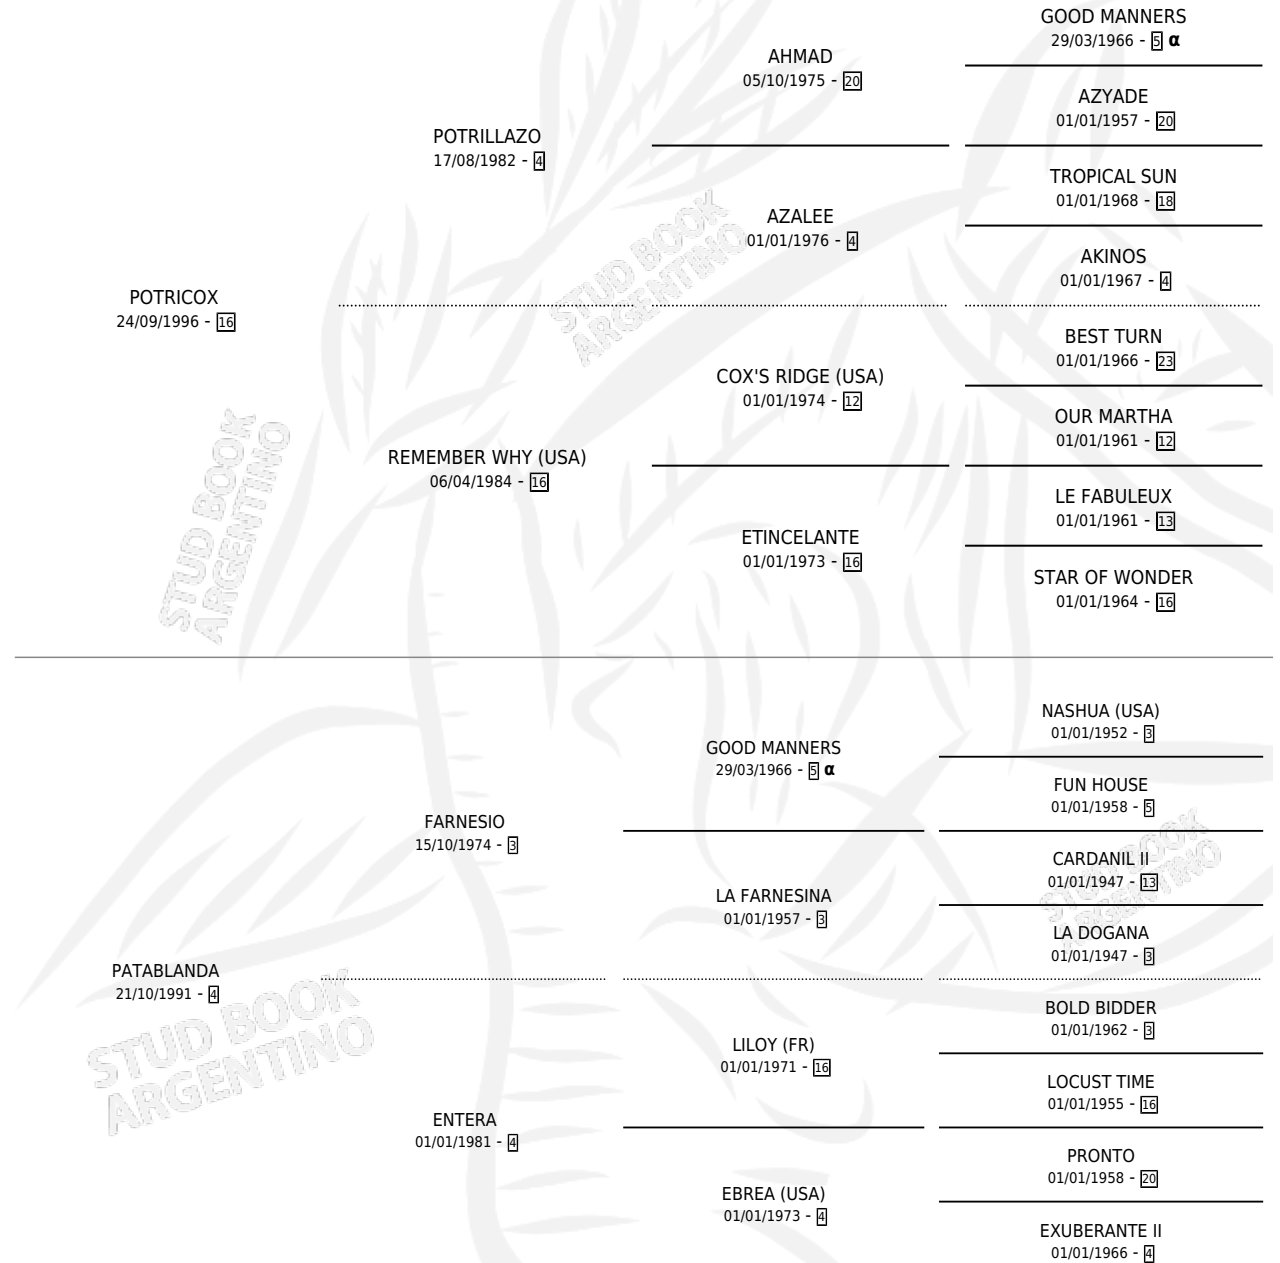 GOOD MANNERS
29/03/1966 - 5 α
AHMAD
05/10/1975 - 20
AZYADE
01/01/1957 - 20
POTRILLAZO
17/08/1982 - 4
TROPICAL SUN
01/01/1968 - 18
AZALEE
01/01/1976 - 4
AKINOS
01/01/1967 - 4
POTRICOX
24/09/1996 - 16
BEST TURN
01/01/1966 - 23
COX'S RIDGE (USA)
01/01/1974 - 12
OUR MARTHA
01/01/1961 - 12
REMEMBER WHY (USA)
06/04/1984 - 16
LE FABULEUX
01/01/1961 - 13
ETINCELANTE
01/01/1973 - 16
STAR OF WONDER
01/01/1964 - 16
STUD BOOK
ARGENTINO
STUD BOOK
ARGENTINO
NASHUA (USA)
01/01/1952 - 3
GOOD MANNERS
29/03/1966 - 5 α
FUN HOUSE
01/01/1958 - 5
FARNESIO
15/10/1974 - 3
CARDANIL II
01/01/1947 - 13
LA FARNESINA
01/01/1957 - 3
LA DOGANA
01/01/1947 - 3
PATABLANDA
21/10/1991 - 4
BOLD BIDDER
01/01/1962 - 3
LILOY (FR)
01/01/1971 - 16
LOCUST TIME
01/01/1955 - 16
ENTERA
01/01/1981 - 4
PRONTO
01/01/1958 - 20
EBREA (USA)
01/01/1973 - 4
EXUBERANTE II
01/01/1966 - 4
STUD BOOK
ARGENTINO
STUD BOOK
ARGENTINO